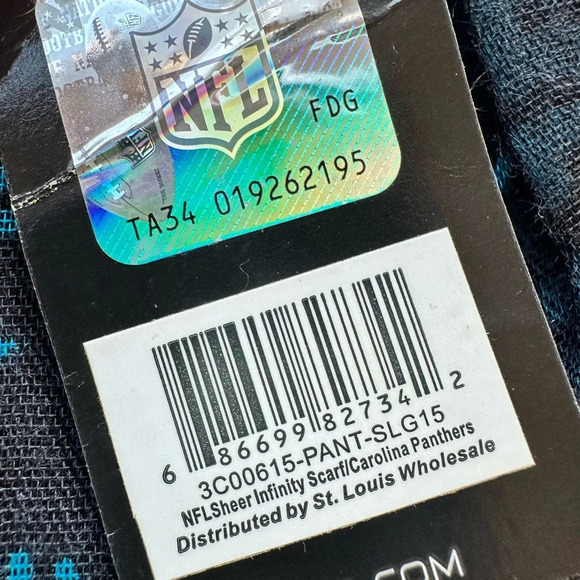 NFL
FDG
TA34 019262195
6 86699 82734 2
3C00615-PANT-SLG15
NFLSheer Infinity Scarf/Carolina Panthers
Distributed by St. Louis Wholesale
.COM